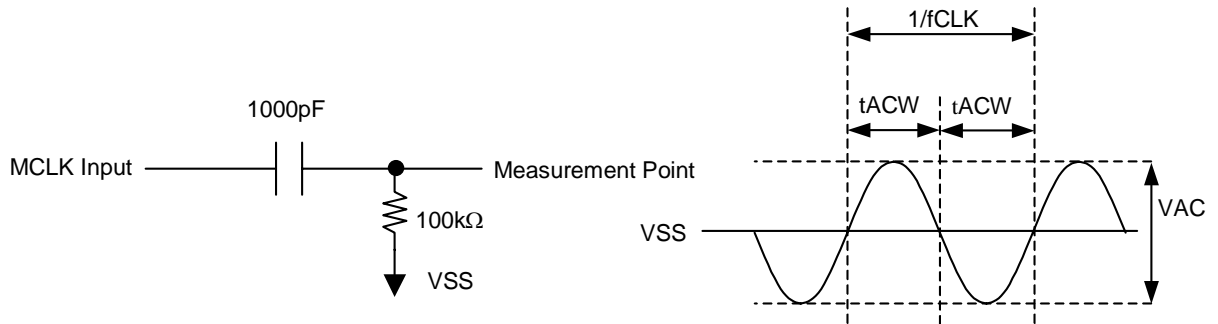 1000pF
MCLK Input
Measurement Point
100kΩ
VSS
1/fCLK
tACW
tACW
VSS
VAC